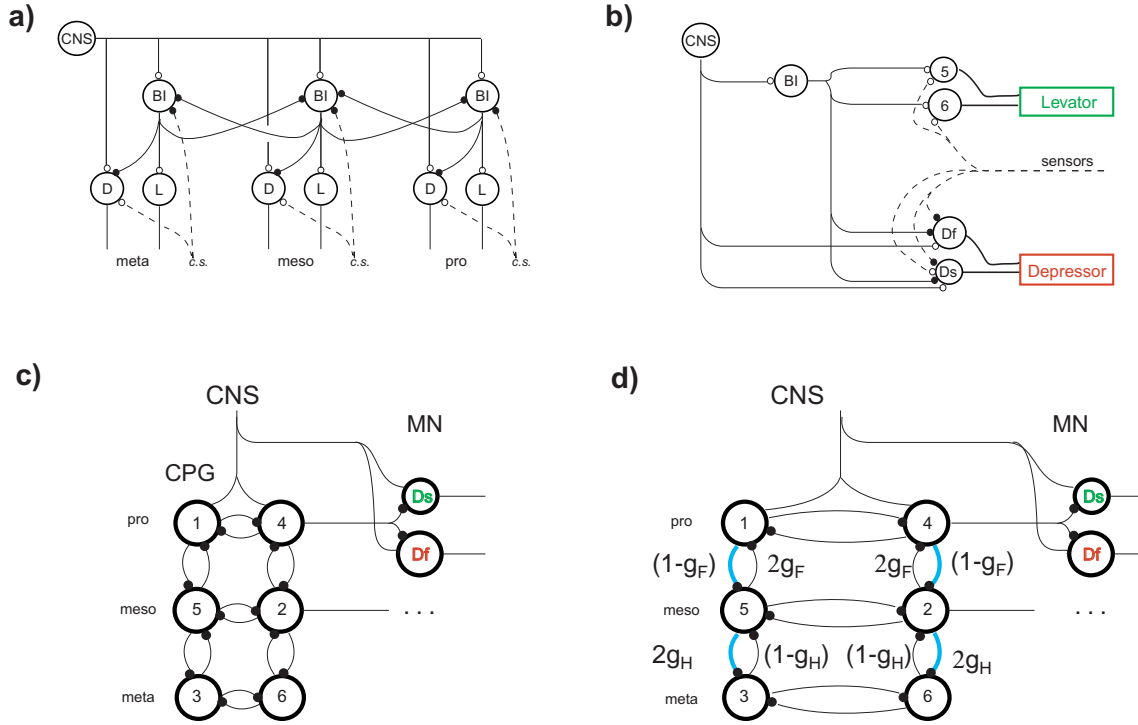 a)
CNS
BI BI BI
D L D L D L
meta c.s. meso c.s. pro c.s.
b)
CNS
BI
5
6
Levator
sensors
Df
Ds
Depressor
c)
CNS
MN
CPG
Ds
pro 1 4
Df
meso 5 2 . . .
meta 3 6
d)
CNS
MN
Ds
pro 1 4
Df
(1-gF) 2gF 2gF (1-gF)
meso 5 2 . . .
2gH (1-gH) (1-gH) 2gH
meta 3 6